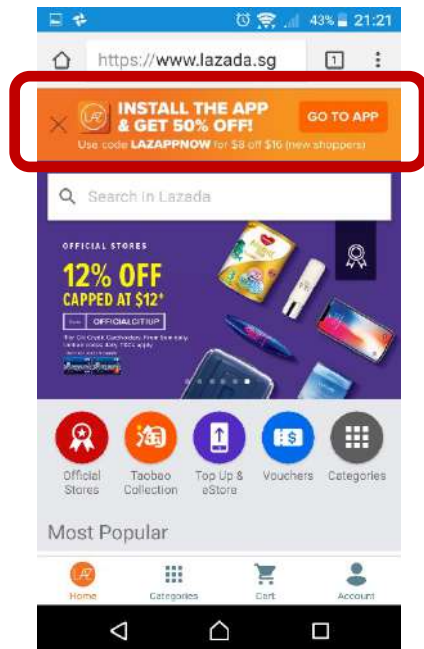 43% 21:21
https://www.lazada.sg 1
INSTALL THE APP
& GET 50% OFF!
GO TO APP
Use code LAZAPPNOW for $8 off $16 (new shoppers)
Search in Lazada
OFFICIAL STORES
12% OFF
CAPPED AT $12*
OFFICIALCITIUP
Official Stores
Taobao Collection
Top Up & eStore
Vouchers
Categories
Most Popular
Home
Categories
Cart
Account